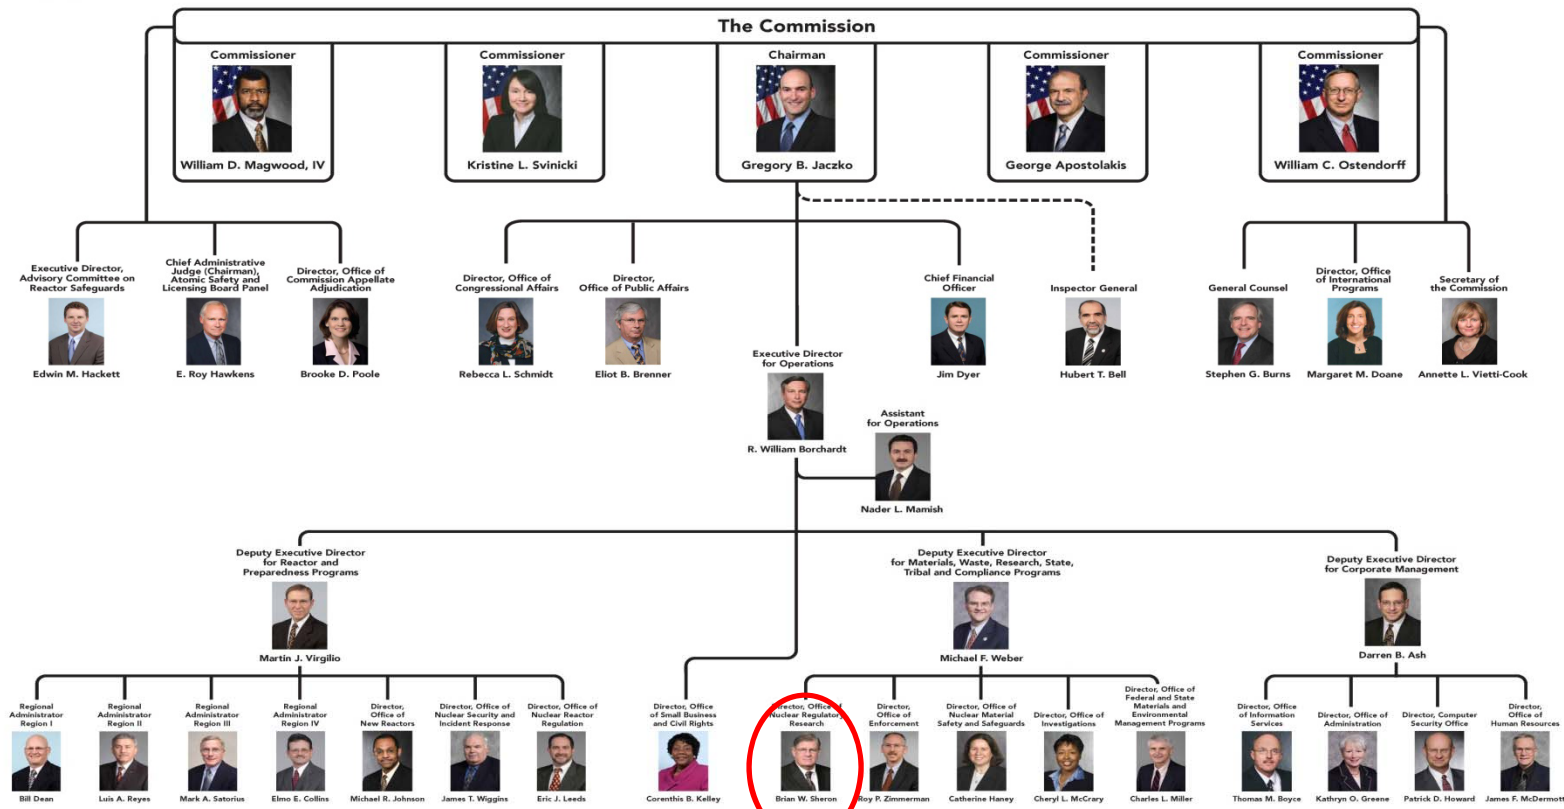 The Commission
Commissioner
William D. Magwood, IV
Commissioner
Kristine L. Svinicki
Chairman
Gregory B. Jaczko
Commissioner
George Apostolakis
Commissioner
William C. Ostendorff
Executive Director,
Advisory Committee on
Reactor Safeguards
Edwin M. Hackett
Chief Administrative
Judge (Chairman),
Atomic Safety and
Licensing Board Panel
E. Roy Hawkens
Director, Office of
Commission Appellate
Adjudication
Brooke D. Poole
Director, Office of
Congressional Affairs
Rebecca L. Schmidt
Director,
Office of Public Affairs
Eliot B. Brenner
Chief Financial
Officer
Jim Dyer
Inspector General
Hubert T. Bell
General Counsel
Stephen G. Burns
Director, Office
of International
Programs
Margaret M. Doane
Secretary of
the Commission
Annette L. Vietti-Cook
Executive Director
for Operations
R. William Borchardt
Assistant
for Operations
Nader L. Mamish
Deputy Executive Director
for Reactor and
Preparedness Programs
Martin J. Virgilio
Deputy Executive Director
for Materials, Waste, Research, State,
Tribal and Compliance Programs
Michael F. Weber
Deputy Executive Director
for Corporate Management
Darren B. Ash
Regional
Administrator
Region I
Bill Dean
Regional
Administrator
Region II
Luis A. Reyes
Regional
Administrator
Region III
Mark A. Satorius
Regional
Administrator
Region IV
Elmo E. Collins
Director,
Office of
New Reactors
Michael R. Johnson
Director, Office of
Nuclear Security and
Incident Response
James T. Wiggins
Director, Office of
Nuclear Reactor
Regulation
Eric J. Leeds
Director, Office
of Small Business
and Civil Rights
Corenthis B. Kelley
Director, Office of
Nuclear Regulatory
Research
Brian W. Sheron
Director,
Office of
Enforcement
Roy P. Zimmerman
Director, Office of
Nuclear Material
Safety and Safeguards
Catherine Haney
Director, Office of
Investigations
Cheryl L. McCrary
Director, Office of
Federal and State
Materials and
Environmental
Management Programs
Charles L. Miller
Director, Office
of Information
Services
Thomas M. Boyce
Director, Office of
Administration
Kathryn O. Greene
Director, Computer
Security Office
Patrick D. Howard
Director,
Office of
Human Resources
James F. McDermott